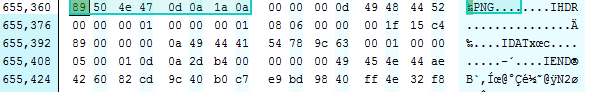 655,360 89 50 4e 47 0d 0a 1a 0a 00 00 00 0d 49 48 44 52 ‰PNG........IHDR
655,376 00 00 00 01 00 00 00 01 08 06 00 00 00 1f 15 c4 ...............Ä
655,392 89 00 00 00 0a 49 44 41 54 78 9c 63 00 01 00 00 ‰....IDATxœc....
655,408 05 00 01 0d 0a 2d b4 00 00 00 00 49 45 4e 44 ae .....-´....IEND®
655,424 42 60 82 cd 9c 40 b0 c7 e9 bd 98 40 ff 4e 32 f8 B`‚Íœ@°Çé½˜@ÿN2ø